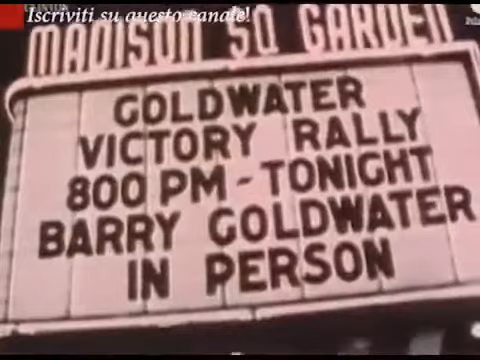 Iscriviti su questo canale!
MADISON SQ GARDEN
GOLDWATER
VICTORY RALLY
800 PM - TONIGHT
BARRY GOLDWATER
IN PERSON